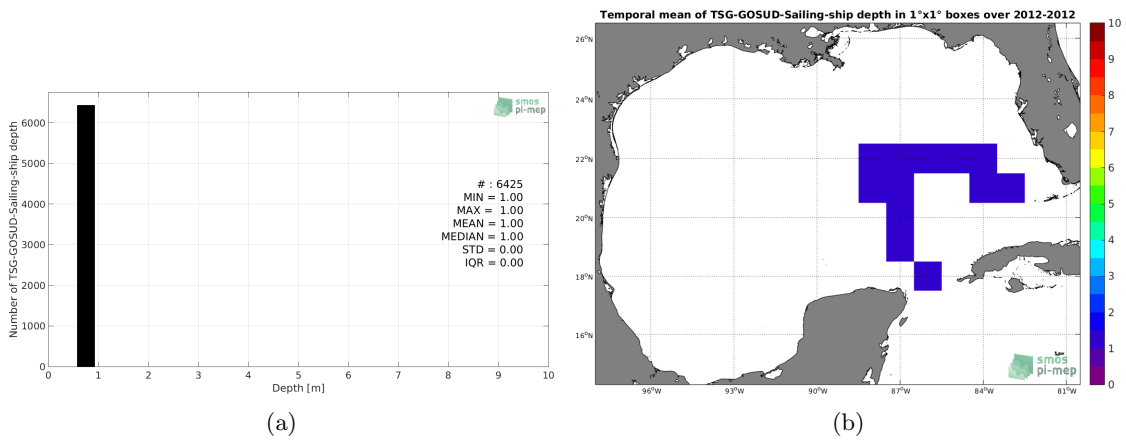 smos
pi-mep
6000
5000
4000
3000
2000
1000
0
Number of TSG-GOSUD-Sailing-ship depth
# : 6425
MIN = 1.00
MAX = 1.00
MEAN = 1.00
MEDIAN = 1.00
STD = 0.00
IQR = 0.00
0 1 2 3 4 5 6 7 8 9 10
Depth [m]
(a)
Temporal mean of TSG-GOSUD-Sailing-ship depth in 1°x1° boxes over 2012-2012
26°N
24°N
22°N
20°N
18°N
16°N
96°W 93°W 90°W 87°W 84°W 81°W
smos
pi-mep
10
9
8
7
6
5
4
3
2
1
0
(b)